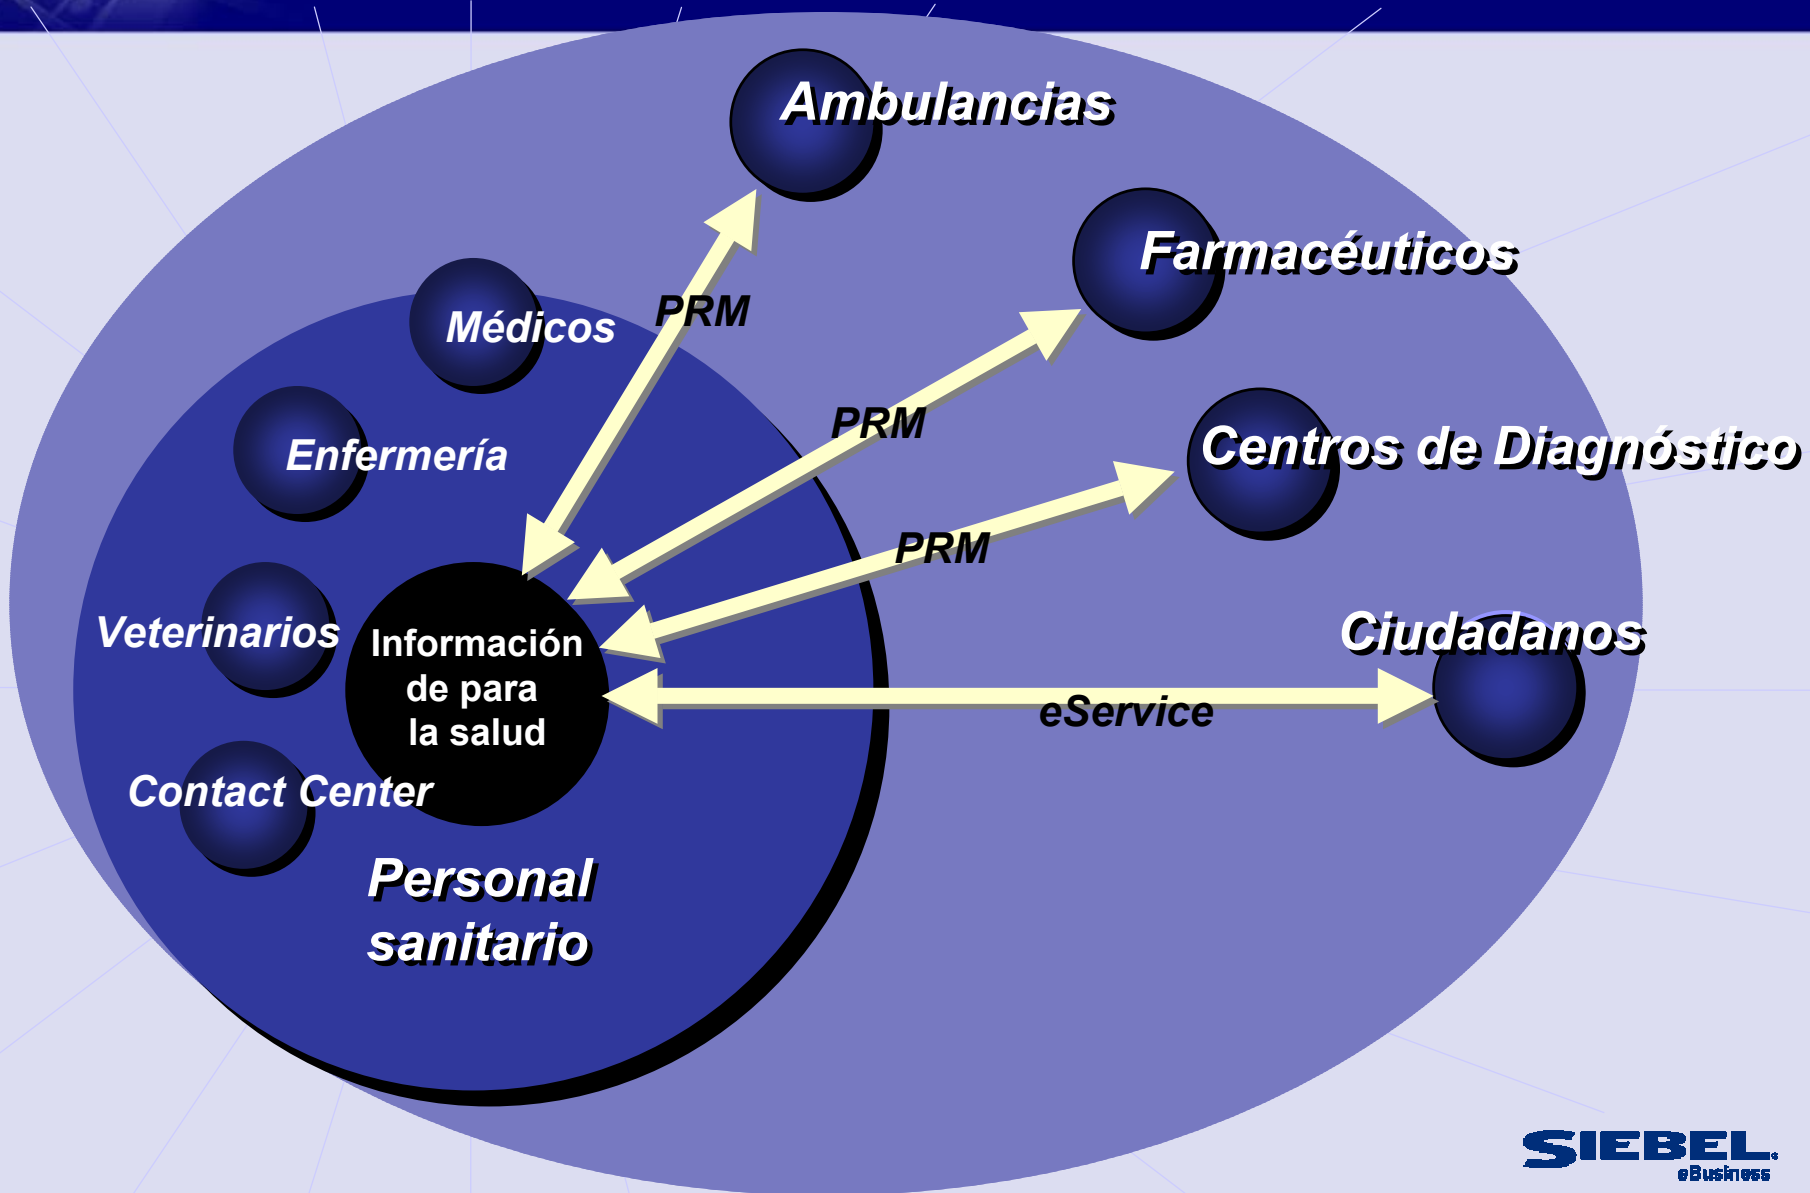 Ambulancias
Farmacéuticos
PRM
Médicos
PRM
Enfermería
Centros de Diagnóstico
PRM
Ciudadanos
Veterinarios
Información
de para
la salud
eService
Contact Center
Personal
sanitario
SIEBEL
eBusiness